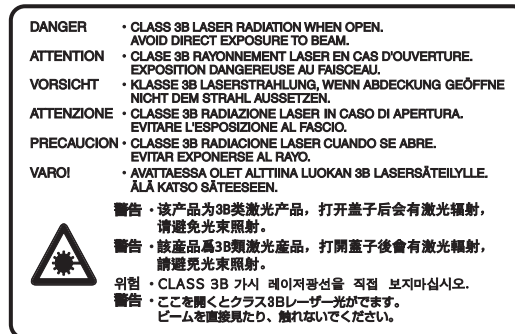 DANGER · CLASS 3B LASER RADIATION WHEN OPEN.
AVOID DIRECT EXPOSURE TO BEAM.
ATTENTION · CLASE 3B RAYONNEMENT LASER EN CAS D'OUVERTURE.
EXPOSITION DANGEREUSE AU FAISCEAU.
VORSICHT · KLASSE 3B LASERSTRAHLUNG, WENN ABDECKUNG GEÖFFNE
NICHT DEM STRAHL AUSSETZEN.
ATTENZIONE · CLASSE 3B RADIAZIONE LASER IN CASO DI APERTURA.
EVITARE L'ESPOSIZIONE AL FASCIO.
PRECAUCION · CLASSE 3B RADIACIONE LASER CUANDO SE ABRE.
EVITAR EXPONERSE AL RAYO.
VARO! · AVATTAESSA OLET ALTTIINA LUOKAN 3B LASERSÄTEILYLLE.
ÄLÄ KATSO SÄTEESEEN.
警告 · 该产品为3B类激光产品，打开盖子后会有激光辐射，
请避免光束照射。
警告 · 該産品爲3B類激光産品，打開蓋子後會有激光輻射，
請避免光束照射。
위험 · CLASS 3B 가시 레이저광선을 직접 보지마십시오.
警告 · ここを開くとクラス3Bレーザー光がでます。
ビームを直接見たり、触れないでください。